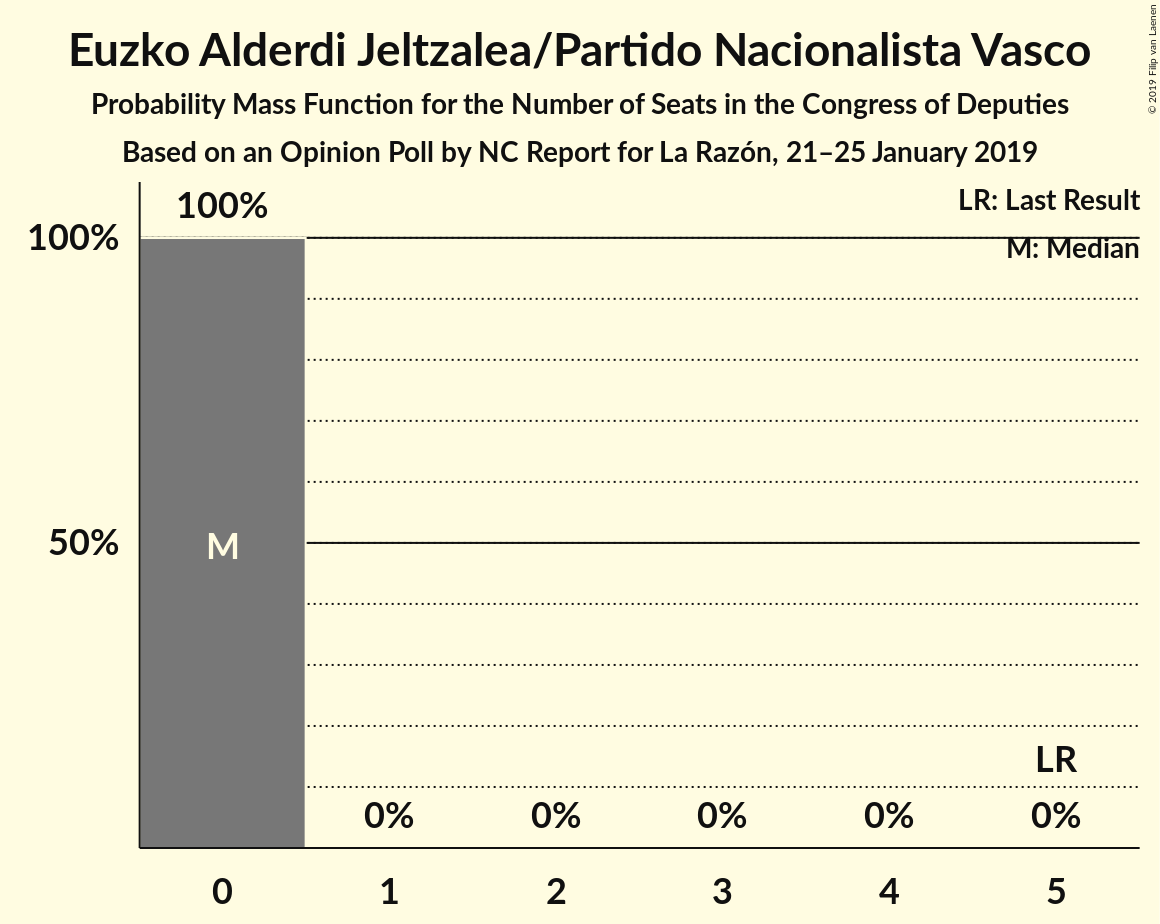 Euzko Alderdi Jeltzalea/Partido Nacionalista Vasco
Probability Mass Function for the Number of Seats in the Congress of Deputies
Based on an Opinion Poll by NC Report for La Razón, 21–25 January 2019
© 2019 Filip van Laenen
LR: Last Result
M: Median
100%
100%
50%
M
LR
0% 0% 0% 0% 0%
0 1 2 3 4 5